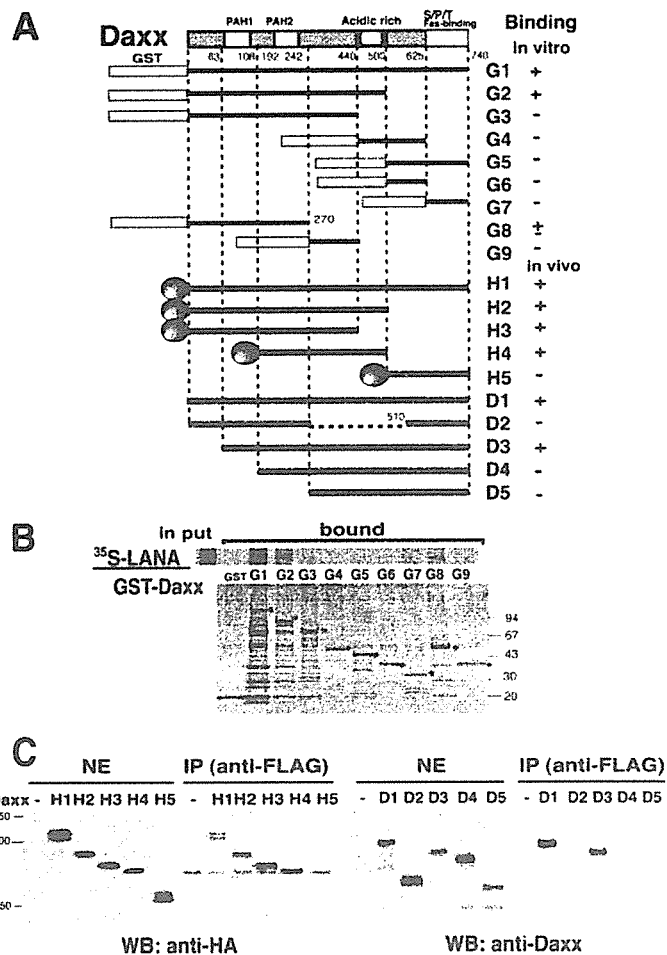 A
PAH1 PAH2 Acidic rich S/P/T Fas-binding Binding
Daxx in vitro
GST 63 108 192 242 440 500 625 740
G1 +
G2 +
G3 -
G4 -
G5 -
G6 -
G7 -
270 G8 ±
G9 -
in vivo
H1 +
H2 +
H3 +
H4 +
H5 -
D1 +
510 D2 -
D3 +
D4 -
D5 -
B
in put bound
35S-LANA
GST G1 G2 G3 G4 G5 G6 G7 G8 G9
GST-Daxx
94
67
43
30
20
C
NE IP (anti-FLAG) NE IP (anti-FLAG)
- H1 H2 H3 H4 H5 - H1 H2 H3 H4 H5 - D1 D2 D3 D4 D5 - D1 D2 D3 D4 D5
WB: anti-HA WB: anti-Daxx